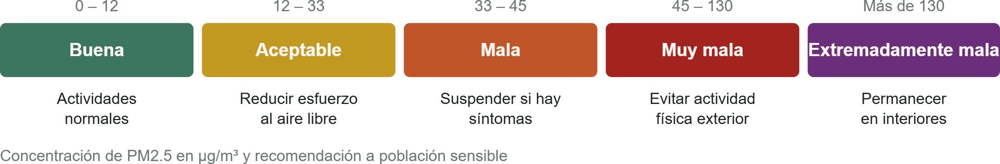 0 – 12
12 – 33
33 – 45
45 – 130
Más de 130
Buena
Aceptable
Mala
Muy mala
Extremadamente mala
Actividades
normales
Reducir esfuerzo
al aire libre
Suspender si hay
síntomas
Evitar actividad
física exterior
Permanecer
en interiores
Concentración de PM2.5 en µg/m³ y recomendación a población sensible